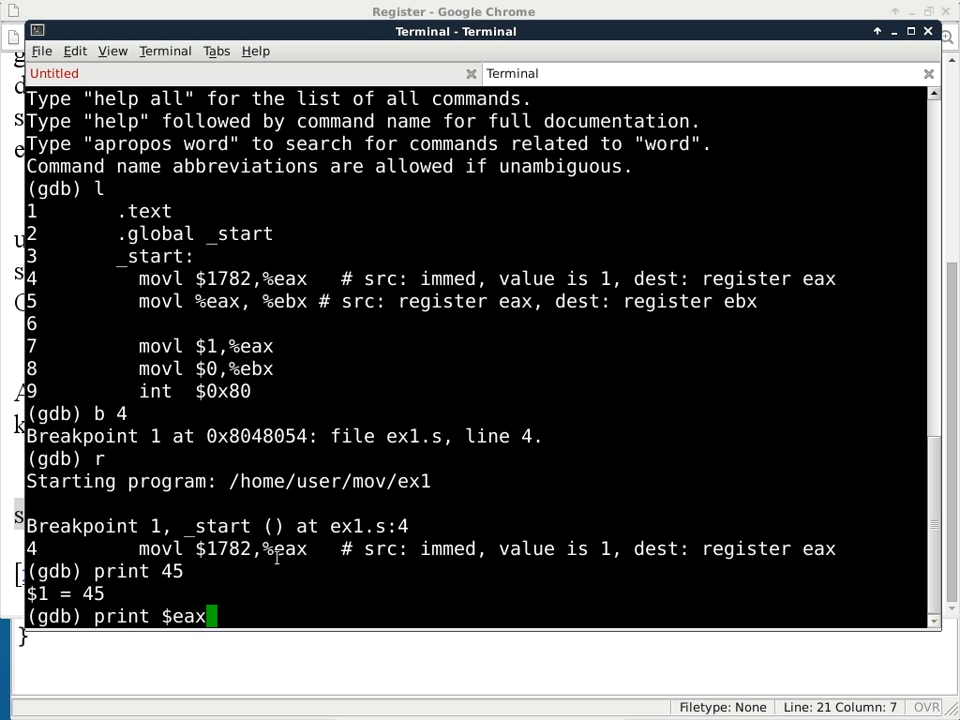 Register - Google Chrome
Terminal - Terminal
File Edit View Terminal Tabs Help
Untitled Terminal
Type "help all" for the list of all commands.
Type "help" followed by command name for full documentation.
Type "apropos word" to search for commands related to "word".
Command name abbreviations are allowed if unambiguous.
(gdb) l
1 .text
2 .global _start
3 _start:
4 movl $1782,%eax # src: immed, value is 1, dest: register eax
5 movl %eax, %ebx # src: register eax, dest: register ebx
6
7 movl $1,%eax
8 movl $0,%ebx
9 int $0x80
(gdb) b 4
Breakpoint 1 at 0x8048054: file ex1.s, line 4.
(gdb) r
Starting program: /home/user/mov/ex1
Breakpoint 1, _start () at ex1.s:4
4 movl $1782,%eax # src: immed, value is 1, dest: register eax
(gdb) print 45
$1 = 45
(gdb) print $eax
}
Filetype: None Line: 21 Column: 7 OVR